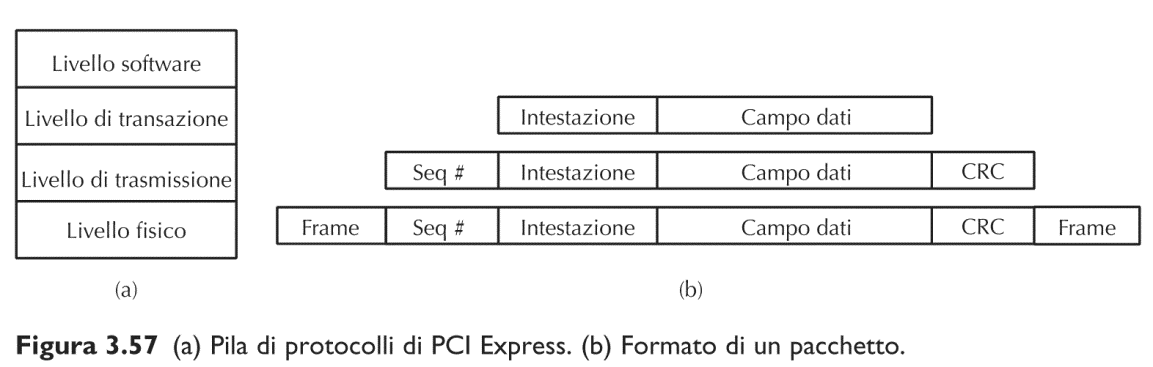 Livello software
Livello di transazione
Intestazione Campo dati
Livello di trasmissione
Seq # Intestazione Campo dati CRC
Livello fisico
Frame Seq # Intestazione Campo dati CRC Frame
(a)
(b)
Figura 3.57 (a) Pila di protocolli di PCI Express. (b) Formato di un pacchetto.